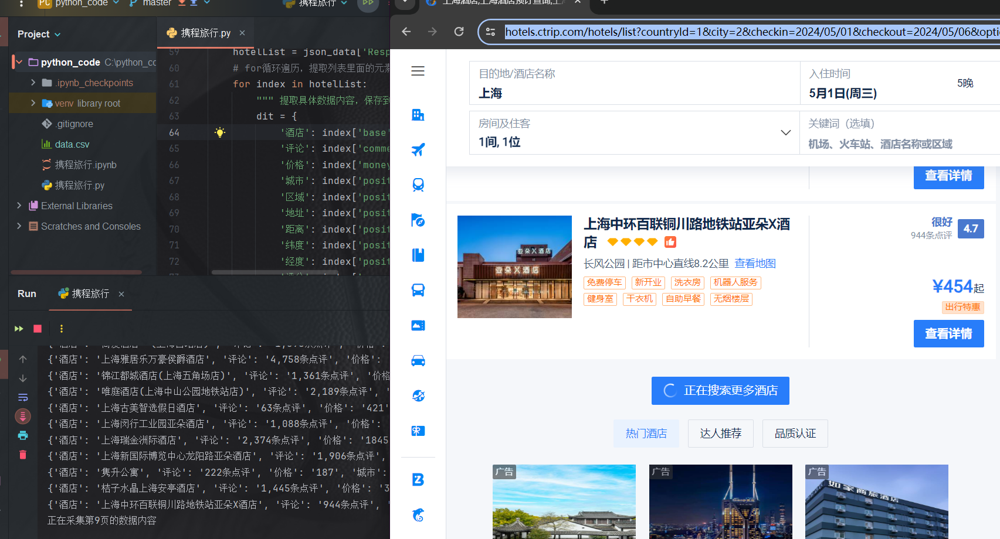 PC python_code
master
携程旅行
Project
携程旅行.py
python_code C:\python_co
.ipynb_checkpoints
venv library root
.gitignore
data.csv
携程旅行.ipynb
携程旅行.py
External Libraries
Scratches and Consoles
59 hotelList = json_data['Resp
60 # for循环遍历, 提取列表里面的元素
61 for index in hotelList:
62 """ 提取具体数据内容, 保存到
63 dit = {
64 '酒店': index['base'
65 '评论': index['comme
66 '价格': index['money
67 '城市': index['posit
68 '区域': index['posit
69 '地址': index['posit
70 '距离': index['posit
71 '纬度': index['posit
72 '经度': index['posit
Run
携程旅行
{'酒店': '上海雅居乐万豪侯爵酒店', '评论': '4,758条点评', '价格':
{'酒店': '锦江都城酒店(上海五角场店)', '评论': '1,361条点评', '价格
{'酒店': '唯庭酒店(上海中山公园地铁站店)', '评论': '2,189条点评', '
{'酒店': '上海古美智选假日酒店', '评论': '63条点评', '价格': '421'
{'酒店': '上海闵行工业园亚朵酒店', '评论': '1,088条点评', '价格':
{'酒店': '上海瑞金洲际酒店', '评论': '2,374条点评', '价格': '1845
{'酒店': '上海新国际博览中心龙阳路亚朵酒店', '评论': '1,906条点评',
{'酒店': '隽升公寓', '评论': '222条点评', '价格': '187', '城市':
{'酒店': '桔子水晶上海安亭酒店', '评论': '1,445条点评', '价格': '3
{'酒店': '上海中环百联铜川路地铁站亚朵X酒店', '评论': '944条点评', '
正在采集第9页的数据内容
上海酒店,上海酒店预订查询,上
hotels.ctrip.com/hotels/list?countryId=1&city=2&checkin=2024/05/01&checkout=2024/05/06&opti
目的地/酒店名称
上海
入住时间
5月1日(周三)
5晚
房间及住客
1间, 1位
关键词（选填）
机场、火车站、酒店名称或区域
查看详情
上海中环百联铜川路地铁站亚朵X酒
店
长风公园 | 距市中心直线8.2公里 查看地图
免费停车 新开业 洗衣房 机器人服务
健身室 干衣机 自助早餐 无烟楼层
亚朵X酒店
亚朵X酒店
很好
944条点评
4.7
¥454起
出行特惠
查看详情
正在搜索更多酒店
热门酒店 达人推荐 品质认证
广告
广告
广告
如家商旅酒店